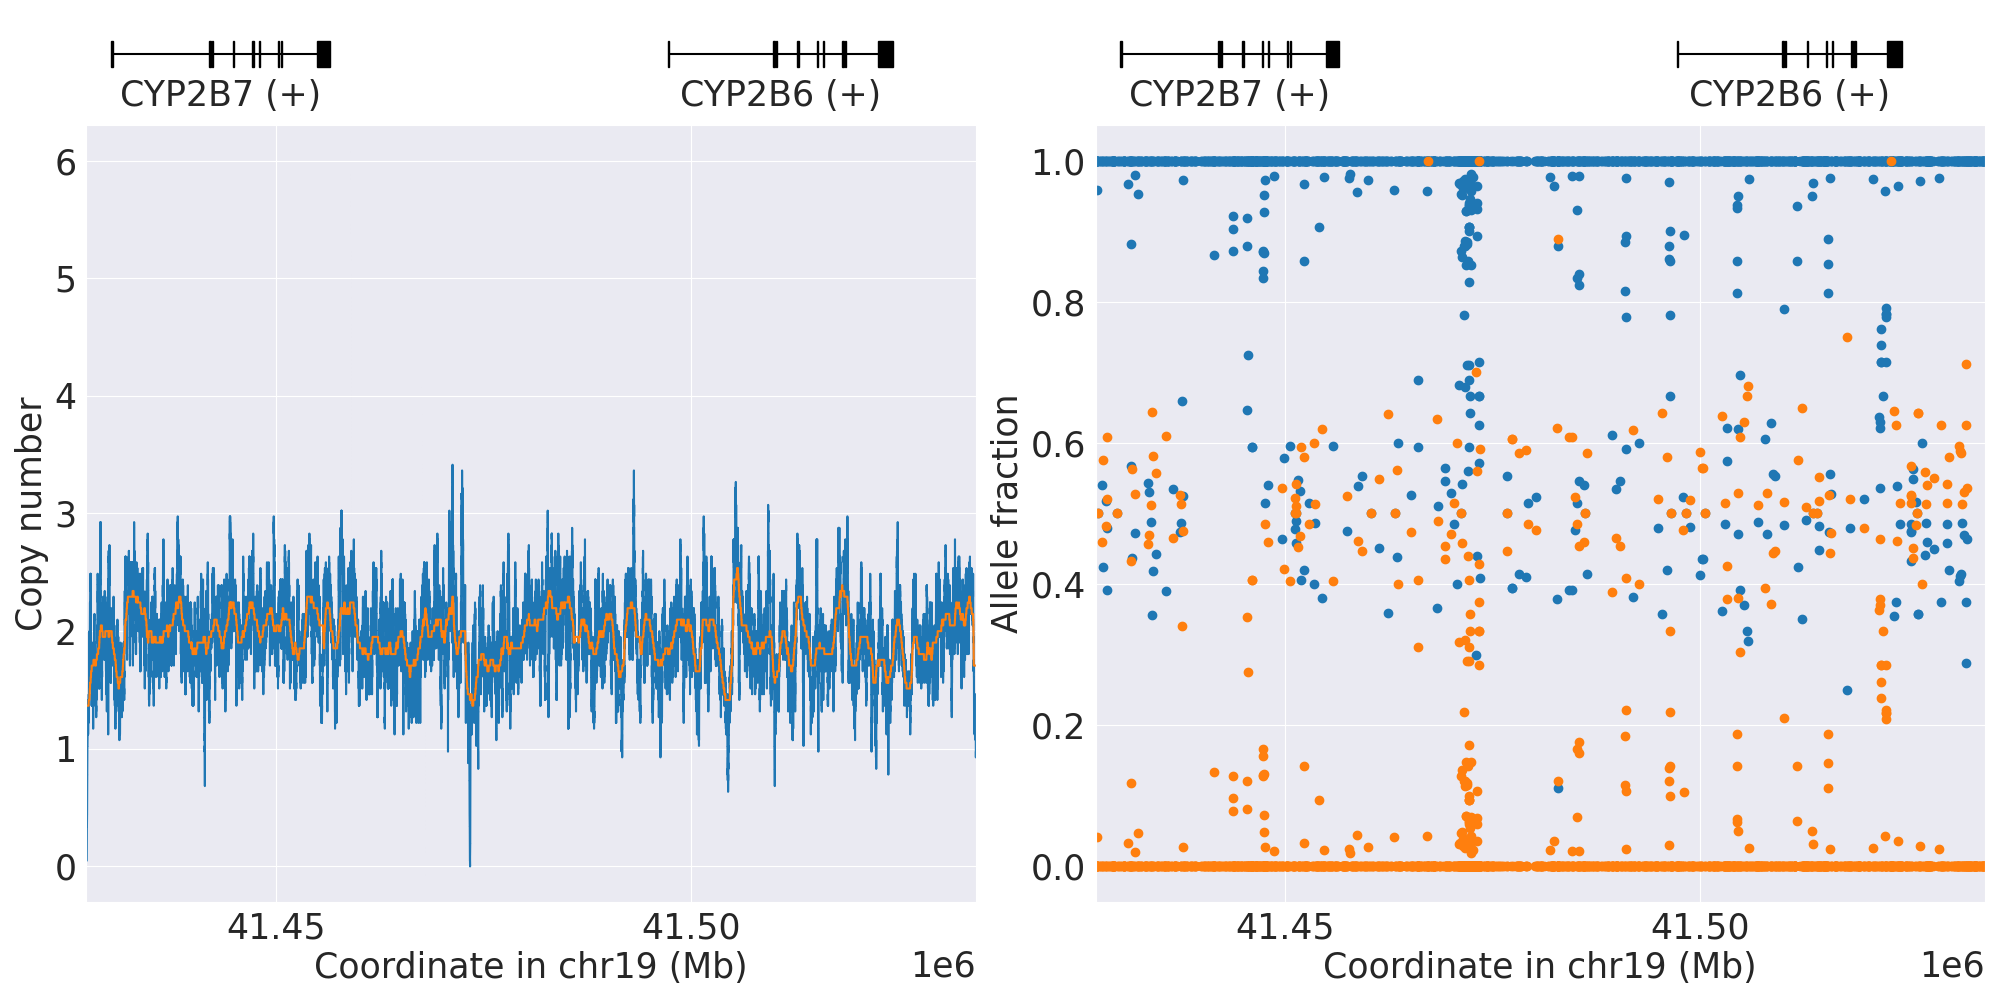 CYP2B7 (+) CYP2B6 (+)
CYP2B7 (+) CYP2B6 (+)
Copy number
6
5
4
3
2
1
0
41.45 41.50
Coordinate in chr19 (Mb) 1e6
Allele fraction
1.0
0.8
0.6
0.4
0.2
0.0
41.45 41.50
Coordinate in chr19 (Mb) 1e6